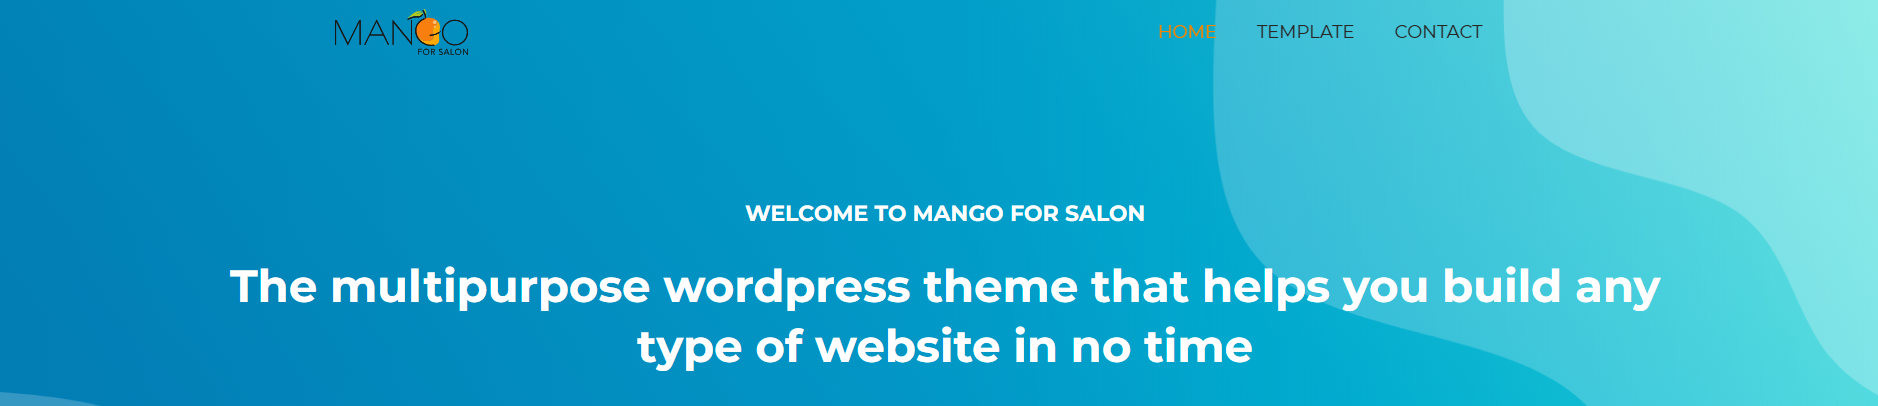 MANGO
FOR SALON
HOME TEMPLATE CONTACT
WELCOME TO MANGO FOR SALON
The multipurpose wordpress theme that helps you build any
type of website in no time